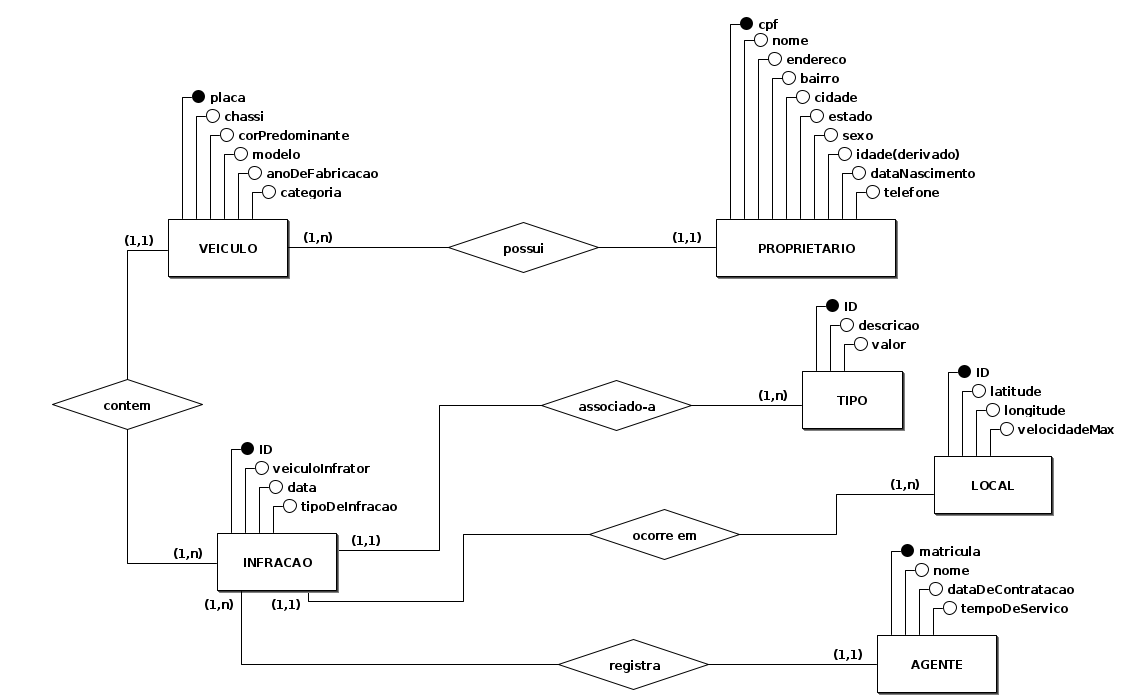 cpf
nome
endereco
bairro
cidade
estado
sexo
idade(derivado)
dataNascimento
telefone
placa
chassi
corPredominante
modelo
anoDeFabricacao
categoria
(1,1)
VEICULO
(1,n)
possui
(1,1)
PROPRIETARIO
ID
descricao
valor
contem
associado-a
(1,n)
TIPO
ID
latitude
longitude
velocidadeMax
ID
veiculoInfrator
data
tipoDeInfracao
(1,n)
INFRACAO
(1,1)
ocorre em
(1,n)
LOCAL
(1,n)
(1,1)
matricula
nome
dataDeContratacao
tempoDeServico
registra
(1,1)
AGENTE